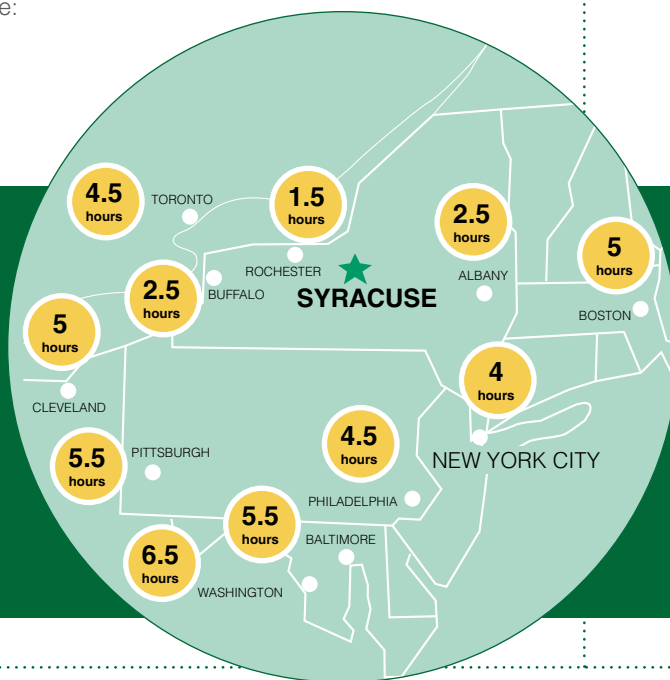 e:
4.5
hours
TORONTO
1.5
hours
2.5
hours
5
hours
ROCHESTER
ALBANY
2.5
hours
BUFFALO
SYRACUSE
BOSTON
5
hours
CLEVELAND
4
hours
4.5
hours
5.5
hours
PITTSBURGH
NEW YORK CITY
PHILADELPHIA
5.5
hours
BALTIMORE
6.5
hours
WASHINGTON